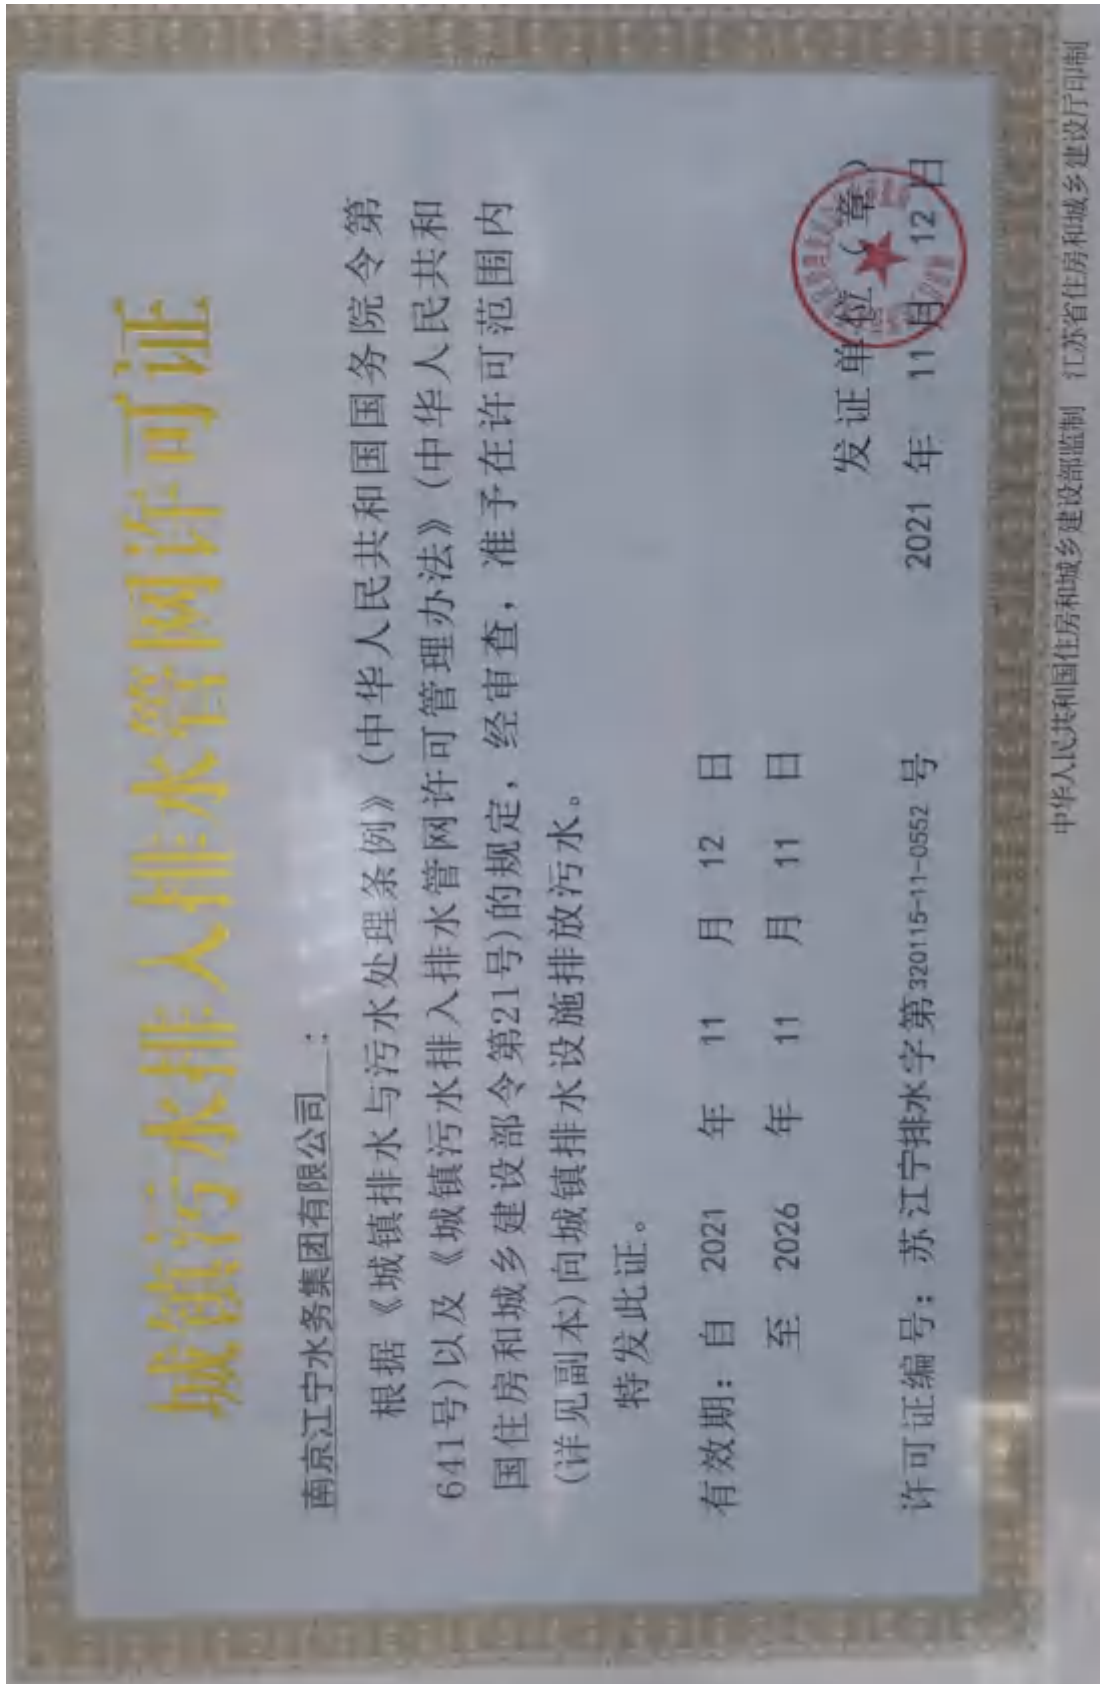 城镇污水排入排水管网许可证
南京江宁水务集团有限公司：
根据《城镇排水与污水处理条例》（中华人民共和国国务院令第
641号）以及《城镇污水排入排水管网许可管理办法》（中华人民共和
国住房和城乡建设部令第21号）的规定，经审查，准予在许可范围内
（详见副本）向城镇排水设施排放污水。
特发此证。
有效期：自 2021 年 11 月 12 日
至 2026 年 11 月 11 日
发证单位（章）
2021 年 11 月 12 日
许可证编号：苏江宁排水字第320115-11-0552 号
中华人民共和国住房和城乡建设部监制 江苏省住房和城乡建设厅印制